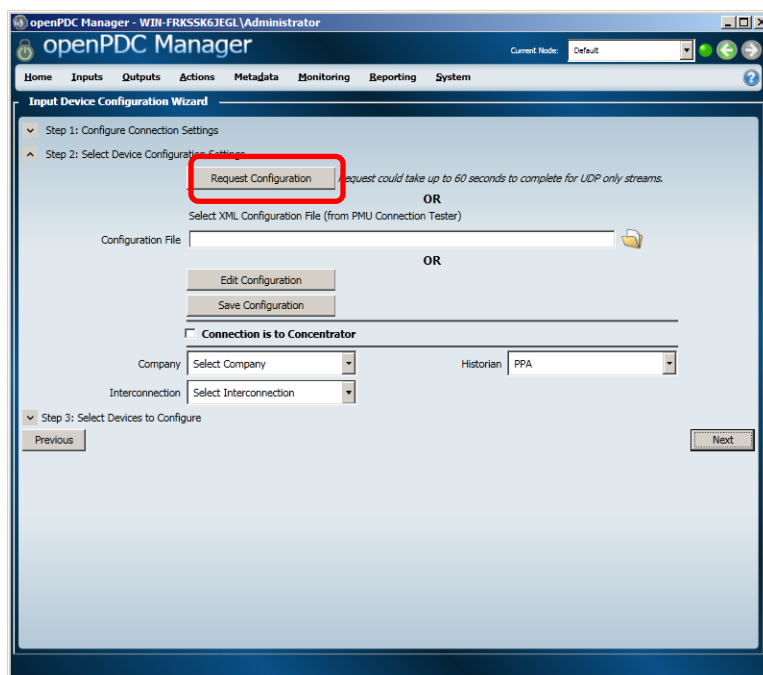 openPDC Manager - WIN-FRKSSK6JEGL\Administrator
openPDC Manager
Current Node: Default
Home Inputs Outputs Actions Metadata Monitoring Reporting System
Input Device Configuration Wizard
Step 1: Configure Connection Settings
Step 2: Select Device Configuration Settings
Request Configuration Request could take up to 60 seconds to complete for UDP only streams.
OR
Select XML Configuration File (from PMU Connection Tester)
Configuration File
OR
Edit Configuration
Save Configuration
Connection is to Concentrator
Company Select Company Historian PPA
Interconnection Select Interconnection
Step 3: Select Devices to Configure
Previous Next